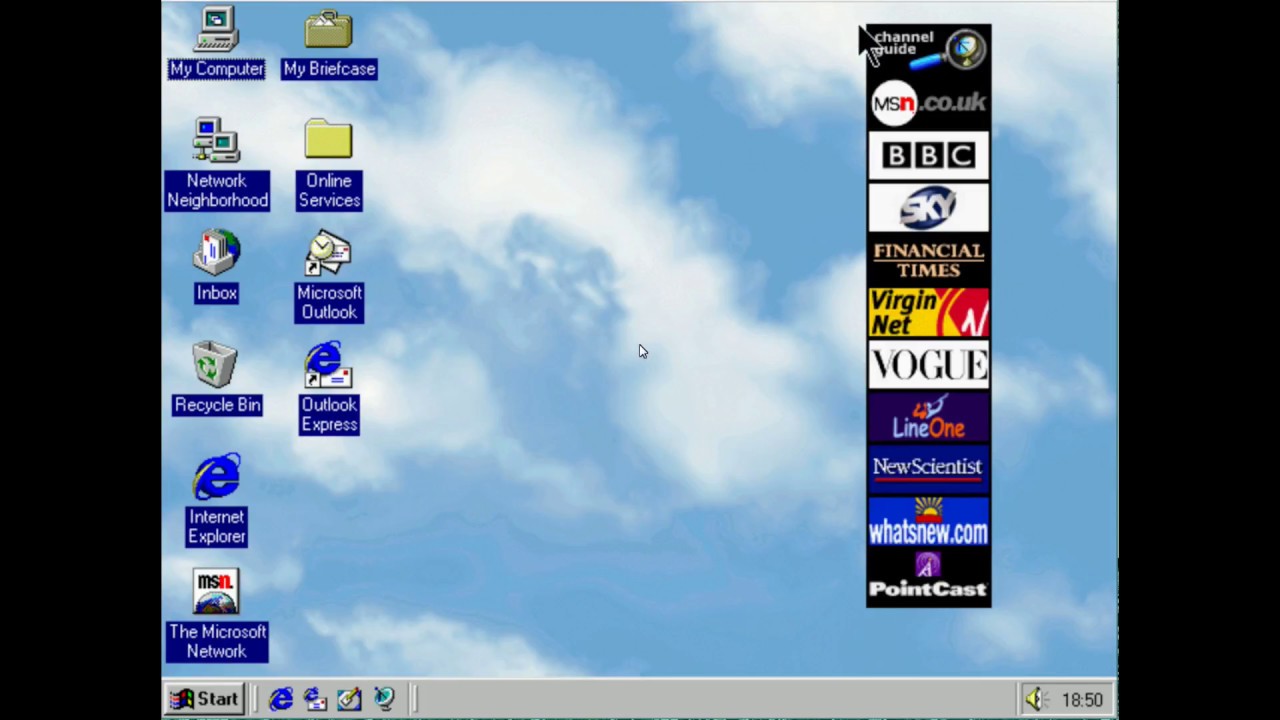 My Computer
My Briefcase
Network
Neighborhood
Online
Services
Inbox
Microsoft
Outlook
Recycle Bin
Outlook
Express
Internet
Explorer
msn.
The Microsoft
Network
channel
guide
msn.co.uk
BBC
SKY
FINANCIAL
TIMES
Virgin
Net
VOGUE
LineOne
NewScientist
whatsnew.com
PointCast
Start
18:50